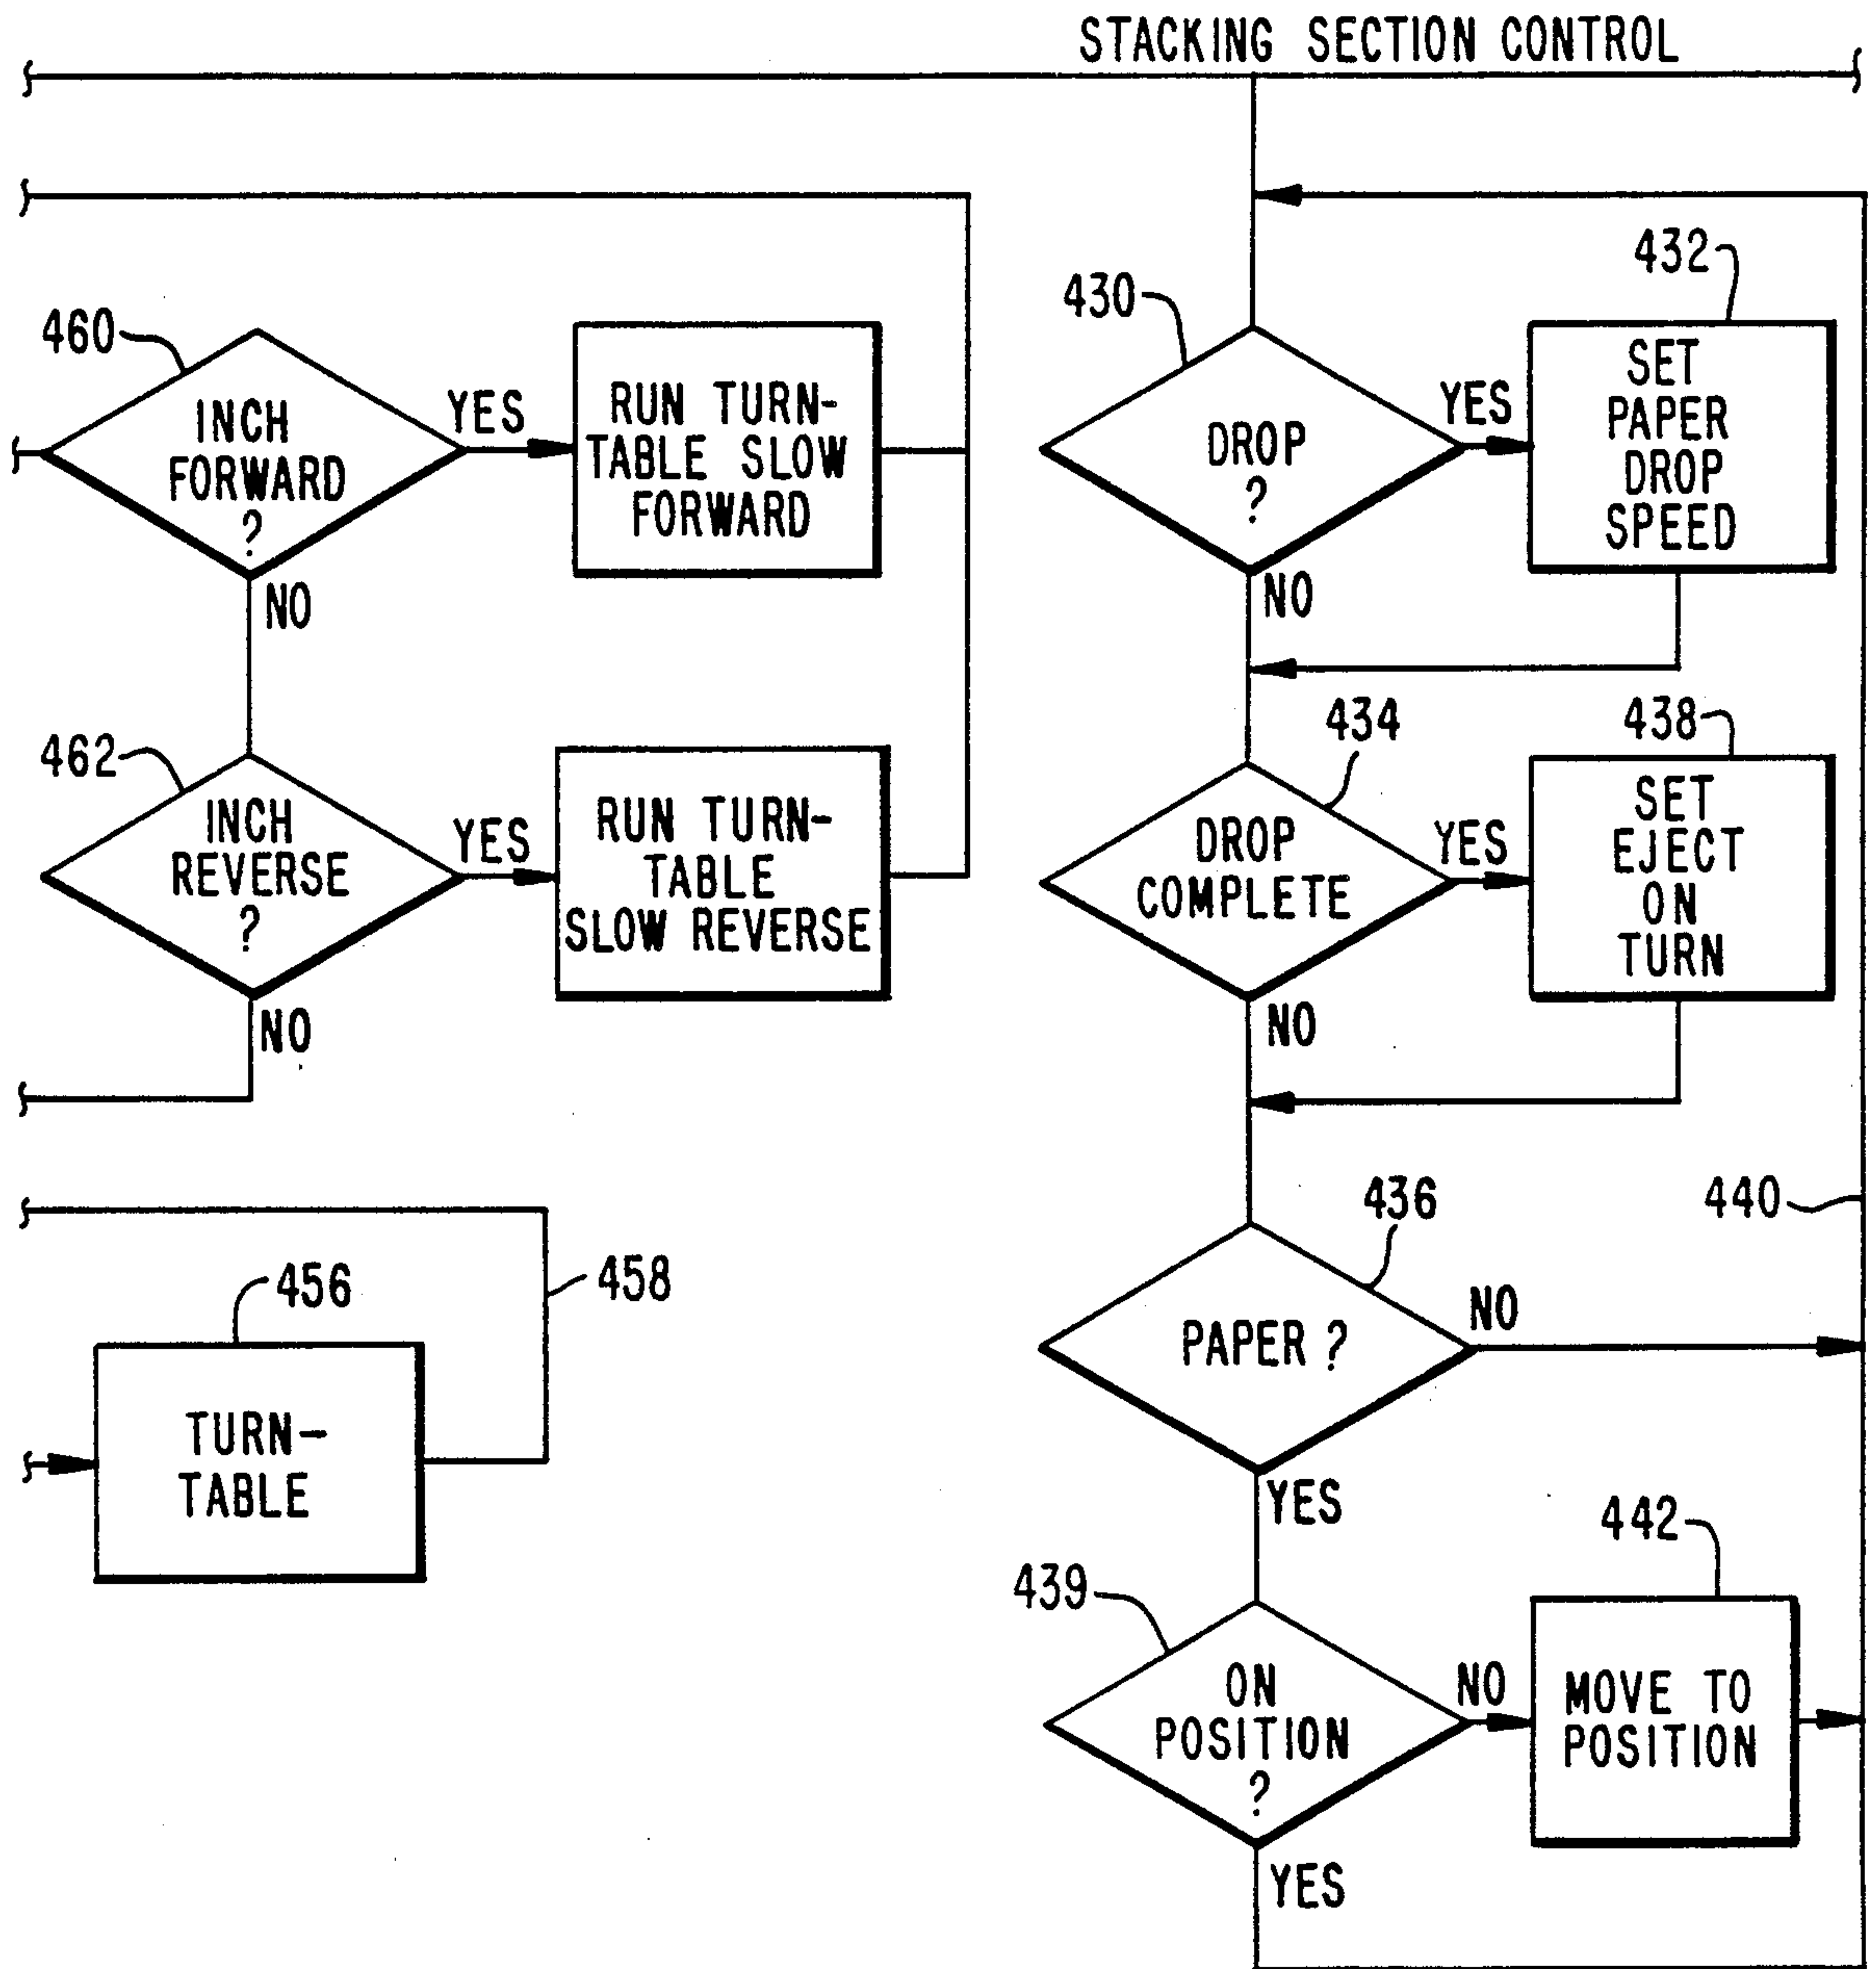 STACKING SECTION CONTROL
460
INCH
FORWARD
?
YES
NO
RUN TURN-
TABLE SLOW
FORWARD
462
INCH
REVERSE
?
YES
NO
RUN TURN-
TABLE
SLOW REVERSE
456
TURN-
TABLE
458
430
DROP
?
YES
NO
432
SET
PAPER
DROP
SPEED
434
DROP
COMPLETE
YES
NO
438
SET
EJECT
ON
TURN
436
PAPER ?
NO
YES
440
439
ON
POSITION
?
NO
YES
442
MOVE TO
POSITION